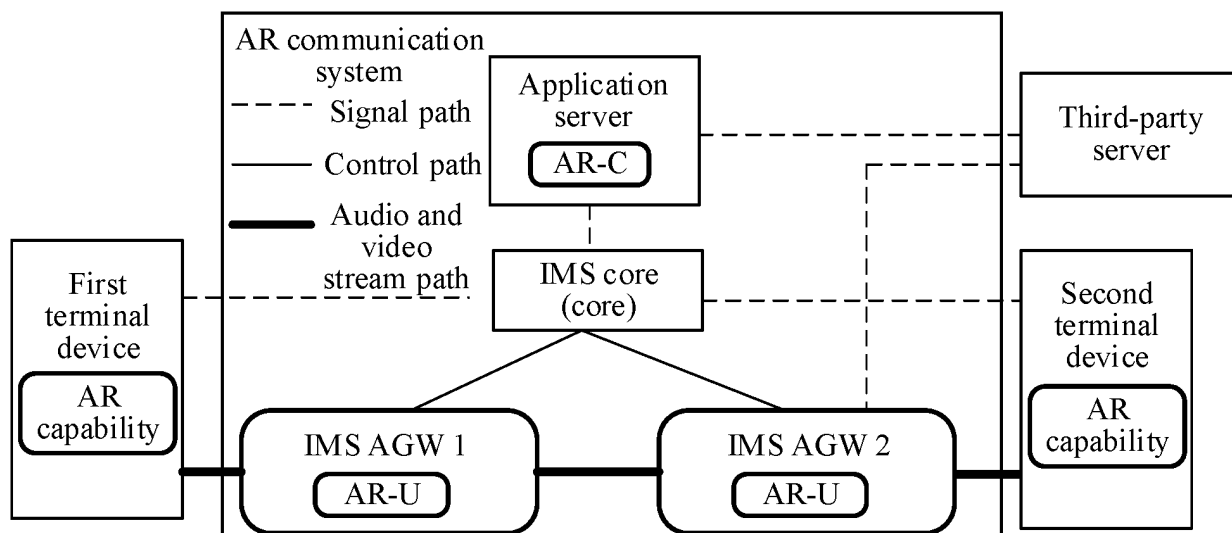 AR communication
system
Signal path
Control path
Audio and
video
stream path
Application
server
AR-C
Third-party
server
IMS core
(core)
First
terminal
device
AR
capability
Second
terminal
device
AR
capability
IMS AGW 1
AR-U
IMS AGW 2
AR-U